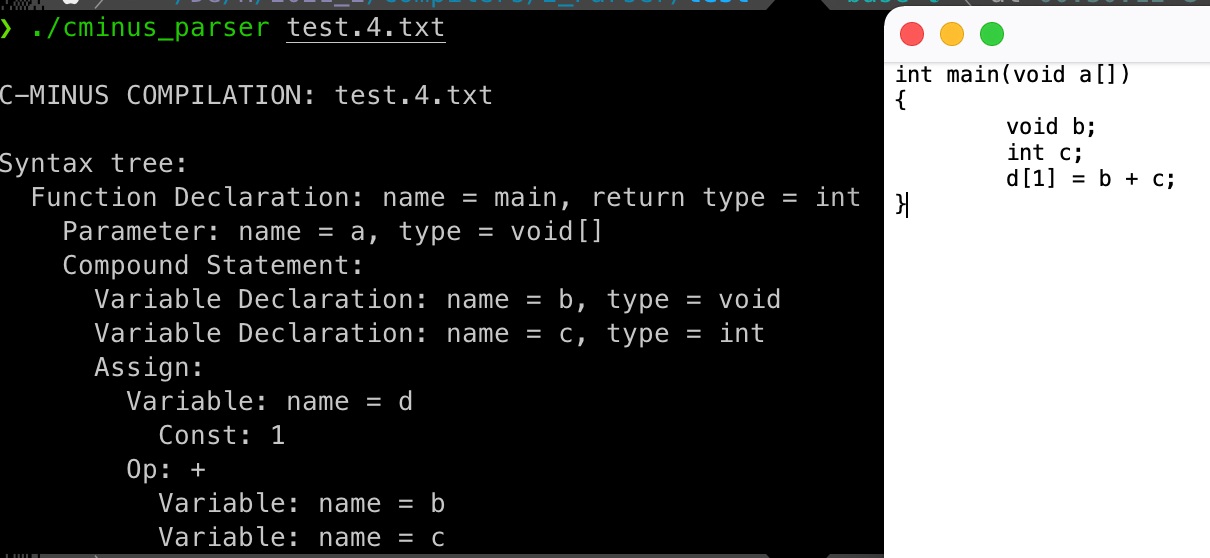 ❯ ./cminus_parser test.4.txt
C-MINUS COMPILATION: test.4.txt
Syntax tree:
  Function Declaration: name = main, return type = int
    Parameter: name = a, type = void[]
    Compound Statement:
      Variable Declaration: name = b, type = void
      Variable Declaration: name = c, type = int
      Assign:
        Variable: name = d
          Const: 1
        Op: +
          Variable: name = b
          Variable: name = c
int main(void a[])
{
        void b;
        int c;
        d[1] = b + c;
}